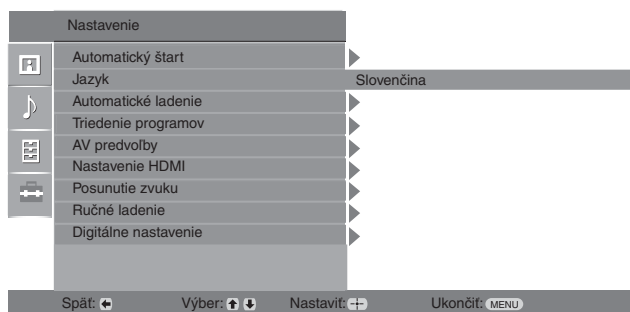 Nastavenie
Automatický štart
Jazyk Slovenčina
Automatické ladenie
Triedenie programov
AV predvoľby
Nastavenie HDMI
Posunutie zvuku
Ručné ladenie
Digitálne nastavenie
Späť: Výber: Nastaviť: Ukončiť: MENU